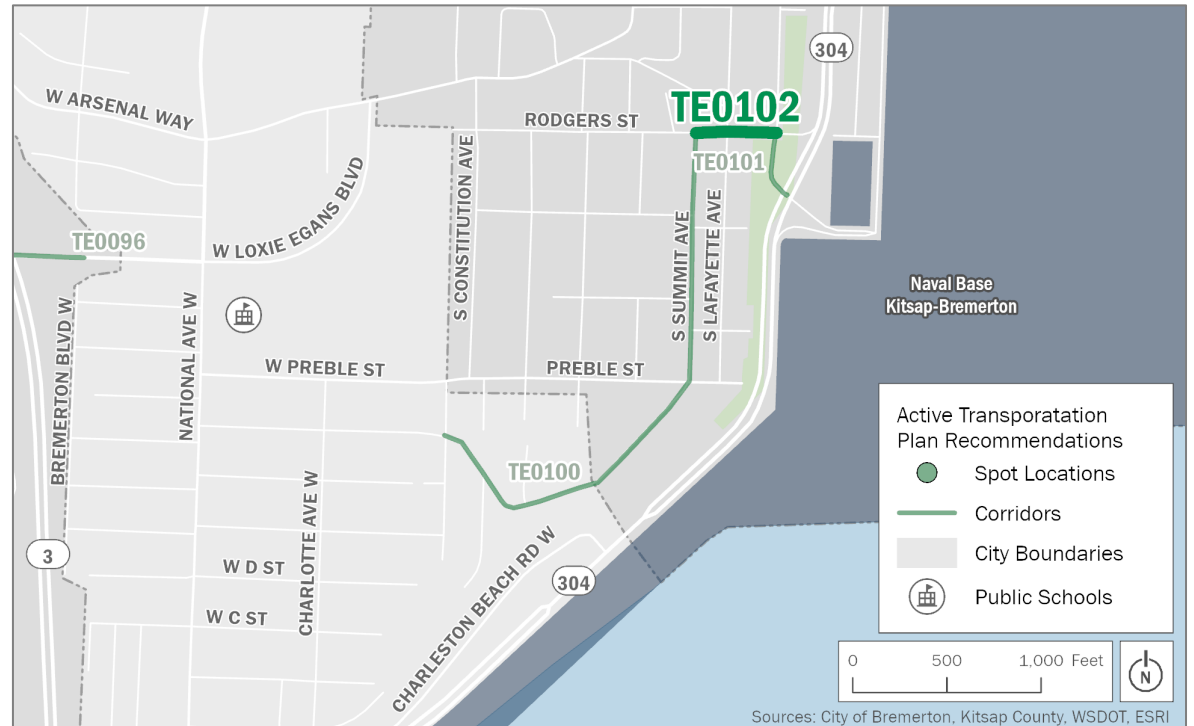 304
W ARSENAL WAY
RODGERS ST
TE0102
TE0101
S CONSTITUTION AVE
W LOXIE EGANS BLVD
TE0096
S SUMMIT AVE
S LAFAYETTE AVE
Naval Base
Kitsap-Bremerton
BREMERTON BLVD W
NATIONAL AVE W
W PREBLE ST
PREBLE ST
TE0100
CHARLOTTE AVE W
3
W D ST
304
W C ST
CHARLESTON BEACH RD W
Active Transporatation
Plan Recommendations
Spot Locations
Corridors
City Boundaries
Public Schools
0 500 1,000 Feet
N
Sources: City of Bremerton, Kitsap County, WSDOT, ESRI